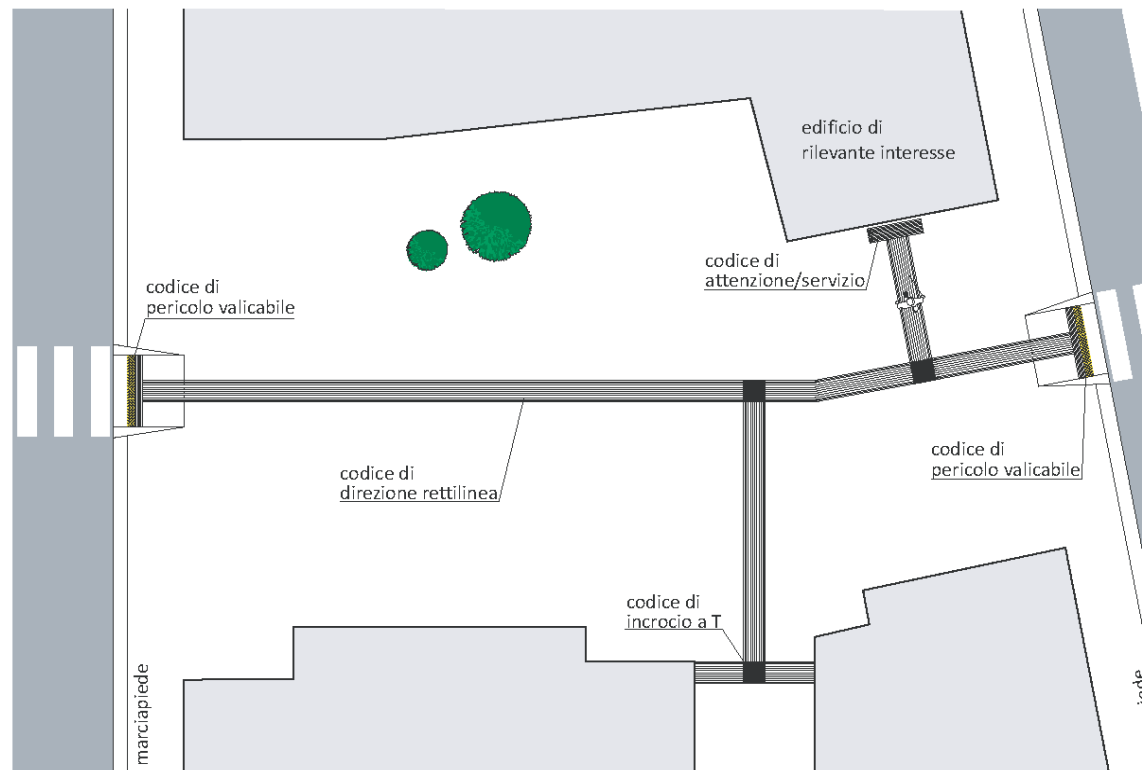 edificio di
rilevante interesse
codice di
attenzione/servizio
codice di
pericolo valicabile
codice di
direzione rettilinea
codice di
pericolo valicabile
codice di
incrocio a T
marciapiede